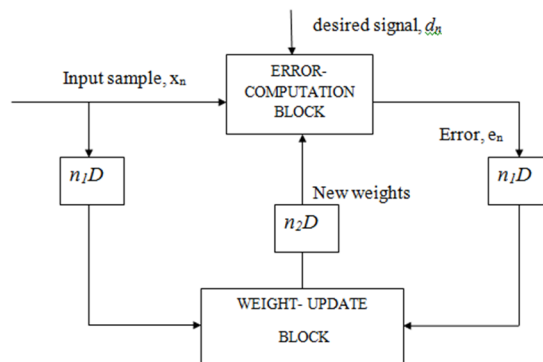 desired signal, dn
Input sample, xn
ERROR-
COMPUTATION
BLOCK
Error, en
n1D
n1D
New weights
n2D
WEIGHT- UPDATE
BLOCK